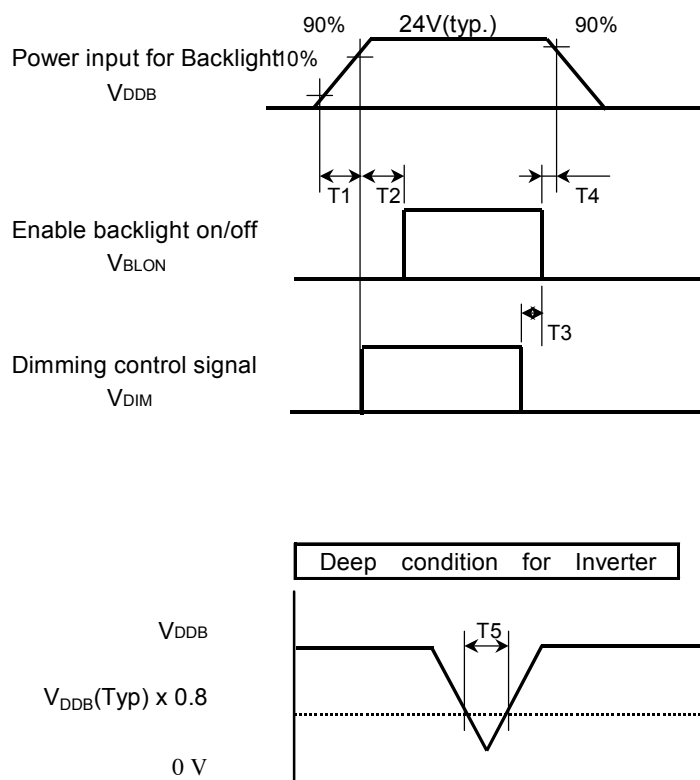 90%
24V(typ.)
90%
Power input for Backlight
10%
VDDB
T1
T2
T4
Enable backlight on/off
VBLON
T3
Dimming control signal
VDIM
Deep condition for Inverter
VDDB
T5
VDDB(Typ) x 0.8
0 V